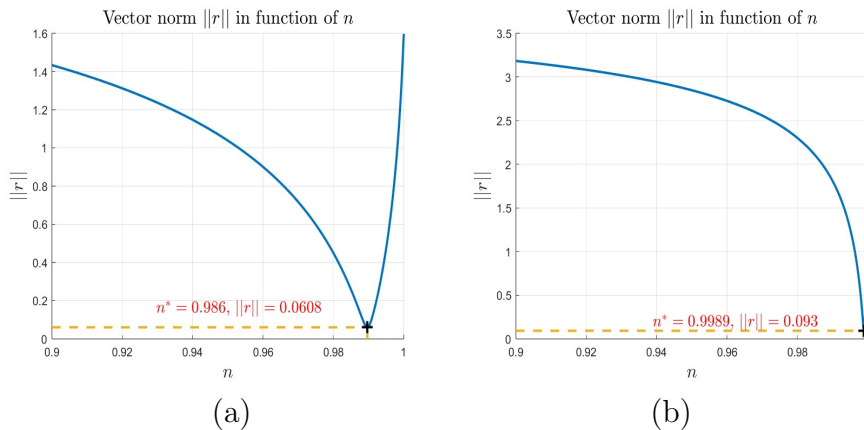 Vector norm ||r|| in function of n
||r||
1.6
1.4
1.2
1
0.8
0.6
0.4
0.2
0
n* = 0.986, ||r|| = 0.0608
0.9 0.92 0.94 0.96 0.98 1
n
(a)
Vector norm ||r|| in function of n
||r||
3.5
3
2.5
2
1.5
1
0.5
0
n* = 0.9989, ||r|| = 0.093
0.9 0.92 0.94 0.96 0.98
n
(b)